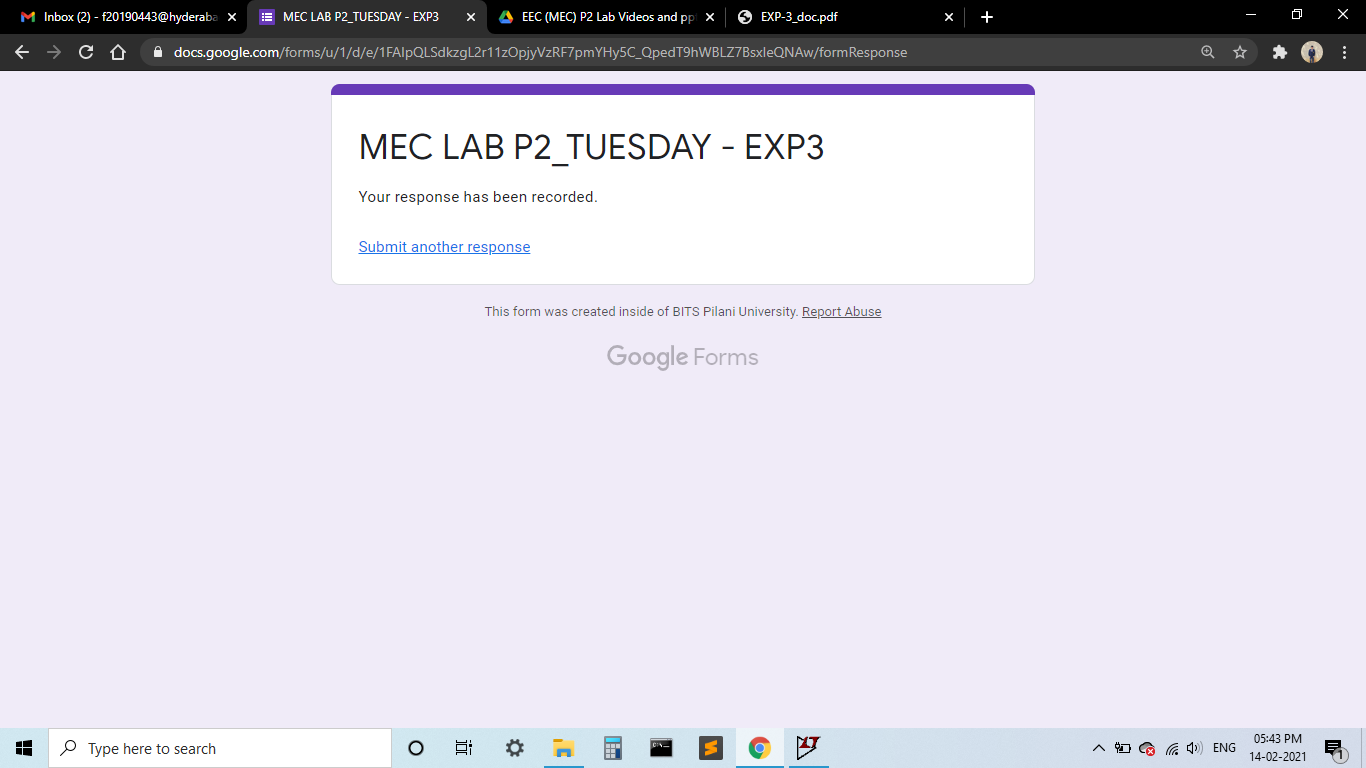 Inbox (2) - f20190443@hyderaba
MEC LAB P2_TUESDAY - EXP3
EEC (MEC) P2 Lab Videos and ppt
EXP-3_doc.pdf
docs.google.com/forms/u/1/d/e/1FAIpQLSdkzgL2r11zOpjyVzRF7pmYHy5C_QpedT9hWBLZ7BsxleQNAw/formResponse
MEC LAB P2_TUESDAY - EXP3
Your response has been recorded.
Submit another response
This form was created inside of BITS Pilani University. Report Abuse
Google Forms
Type here to search
ENG
05:43 PM
14-02-2021
1